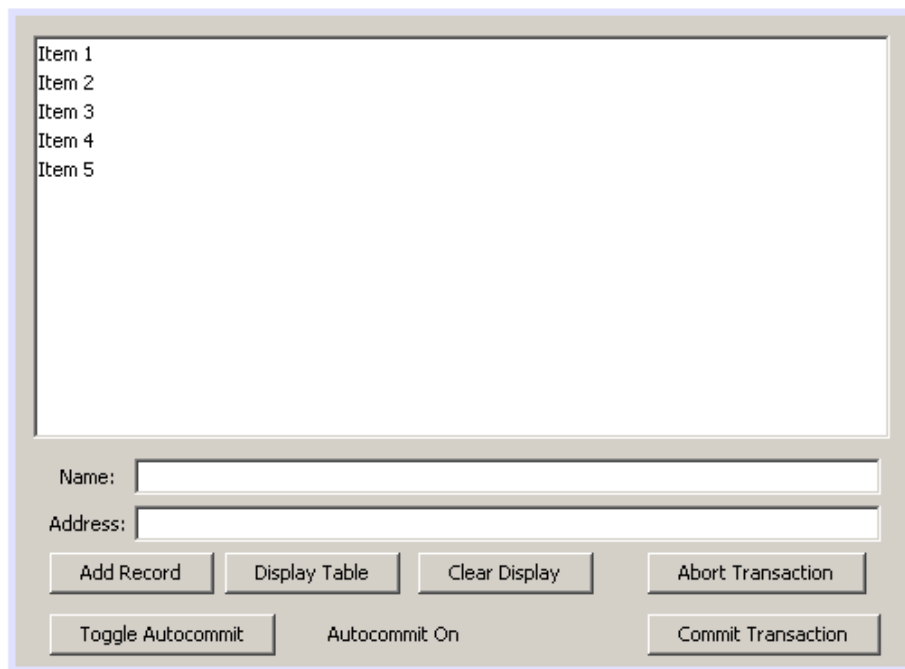 Item 1
Item 2
Item 3
Item 4
Item 5
Name:
Address:
Add Record Display Table Clear Display Abort Transaction
Toggle Autocommit Autocommit On Commit Transaction